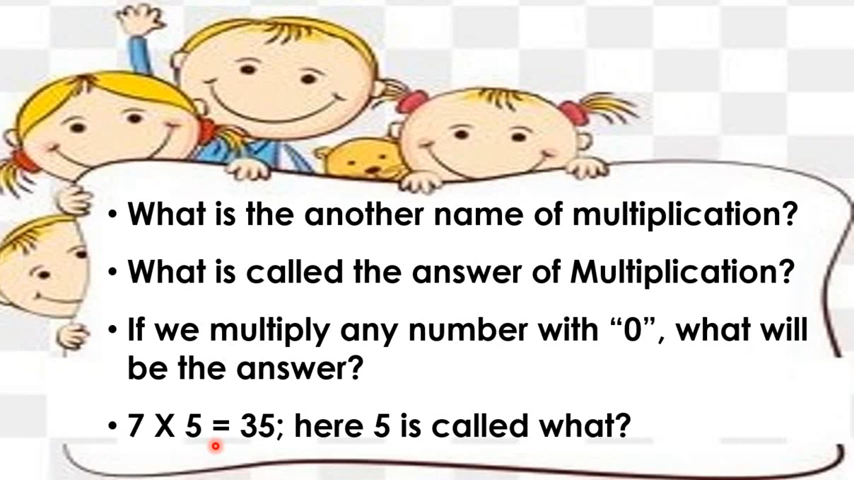 • What is the another name of multiplication?
• What is called the answer of Multiplication?
• If we multiply any number with “0”, what will
be the answer?
• 7 X 5 = 35; here 5 is called what?